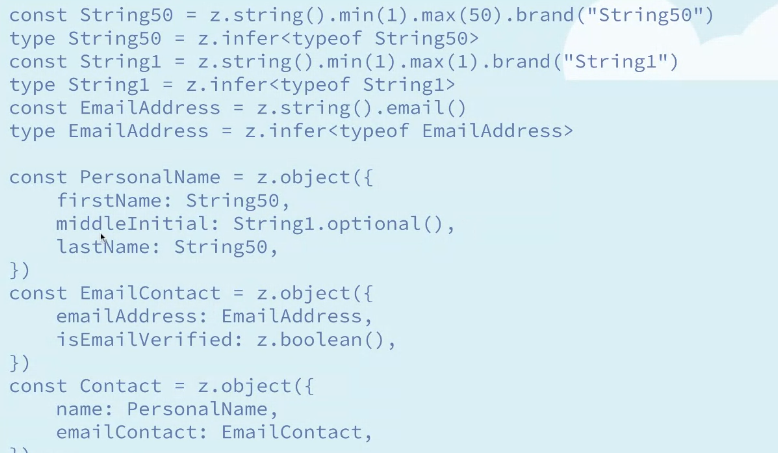 const String50 = z.string().min(1).max(50).brand("String50")
type String50 = z.infer<typeof String50>
const String1 = z.string().min(1).max(1).brand("String1")
type String1 = z.infer<typeof String1>
const EmailAddress = z.string().email()
type EmailAddress = z.infer<typeof EmailAddress>

const PersonalName = z.object({
    firstName: String50,
    middleInitial: String1.optional(),
    lastName: String50,
})
const EmailContact = z.object({
    emailAddress: EmailAddress,
    isEmailVerified: z.boolean(),
})
const Contact = z.object({
    name: PersonalName,
    emailContact: EmailContact,
})